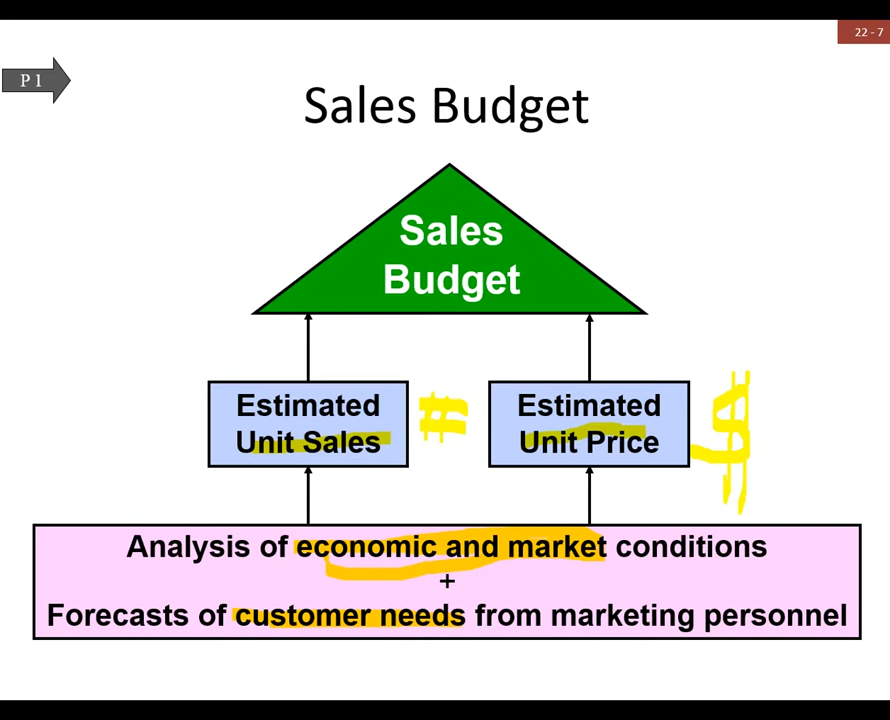 22 - 7
P 1
Sales Budget
Sales
Budget
Estimated
Unit Sales
#
Estimated
Unit Price
$
Analysis of economic and market conditions
+
Forecasts of customer needs from marketing personnel